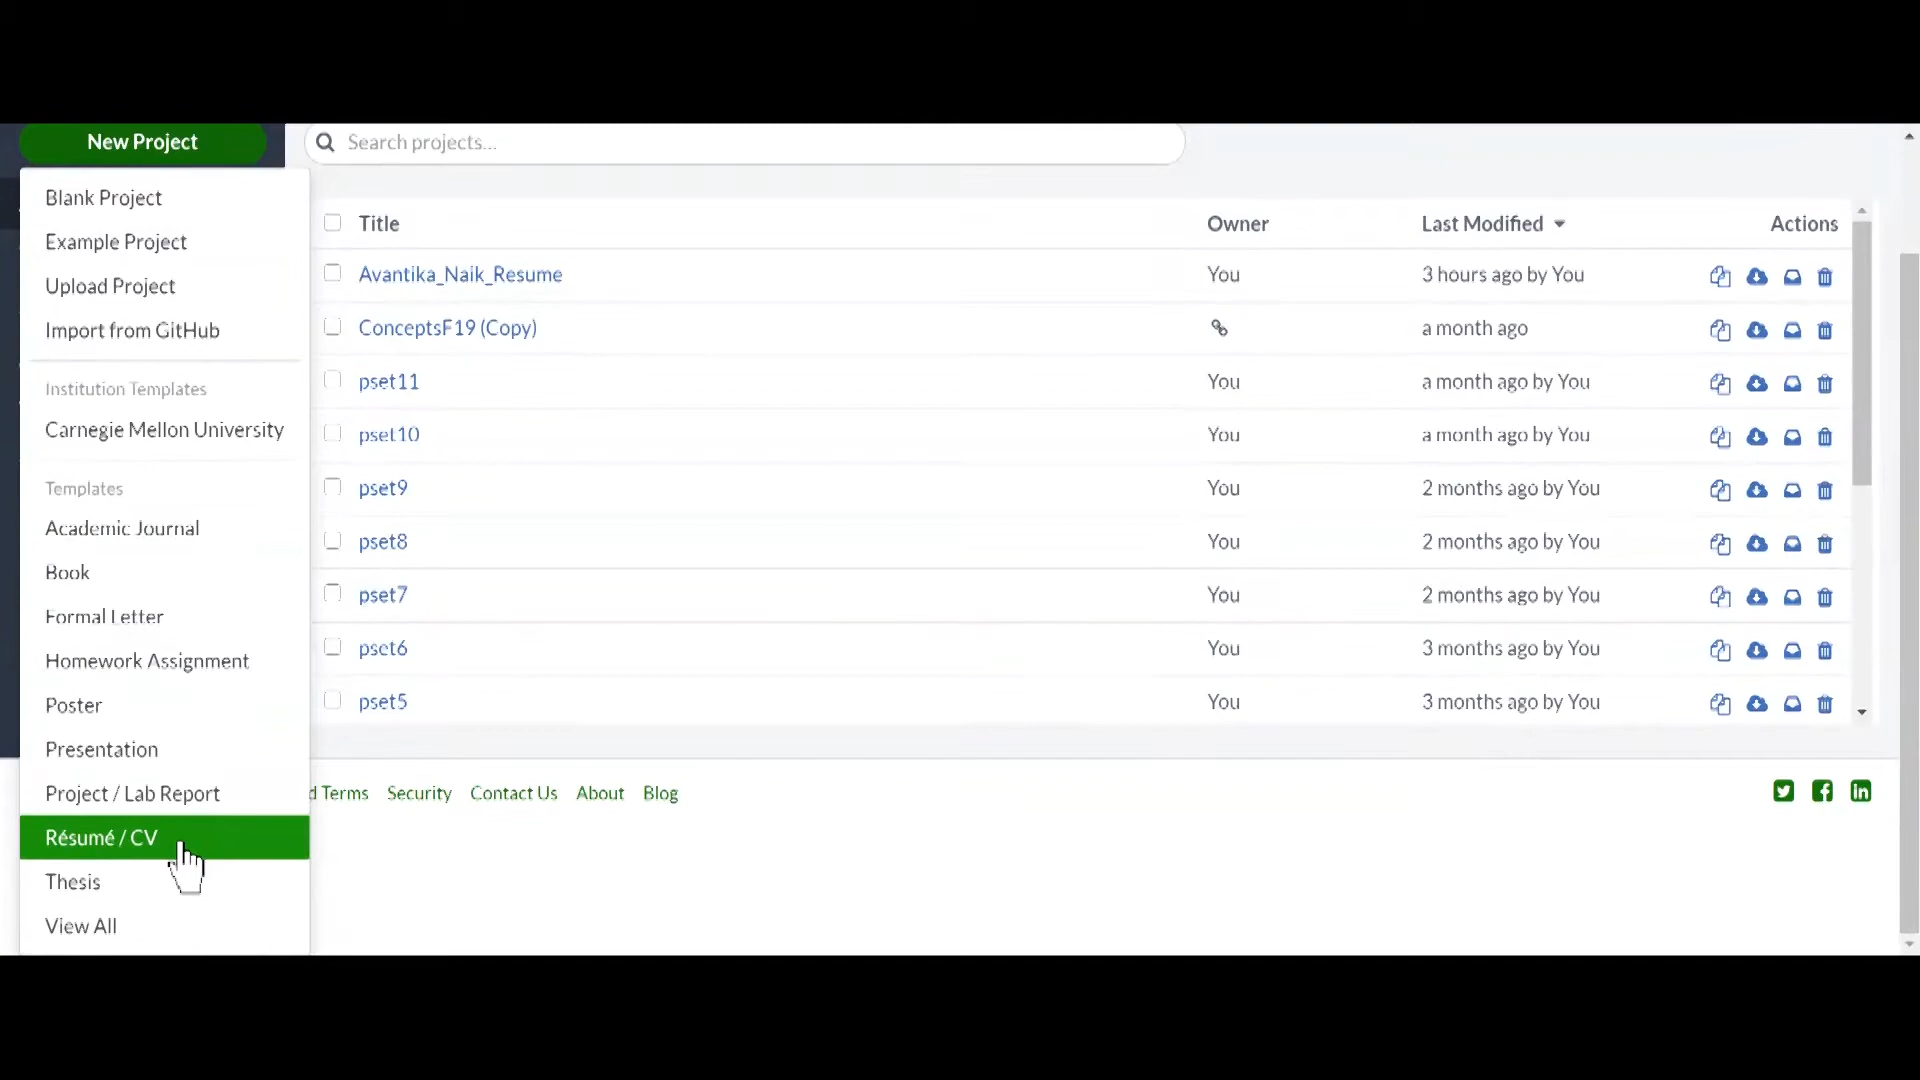 New Project
Search projects...
Blank Project
Example Project
Upload Project
Import from GitHub
Institution Templates
Carnegie Mellon University
Templates
Academic Journal
Book
Formal Letter
Homework Assignment
Poster
Presentation
Project / Lab Report
Résumé / CV
Thesis
View All
Title Owner Last Modified Actions
Avantika_Naik_Resume You 3 hours ago by You
ConceptsF19 (Copy) a month ago
pset11 You a month ago by You
pset10 You a month ago by You
pset9 You 2 months ago by You
pset8 You 2 months ago by You
pset7 You 2 months ago by You
pset6 You 3 months ago by You
pset5 You 3 months ago by You
d Terms Security Contact Us About Blog